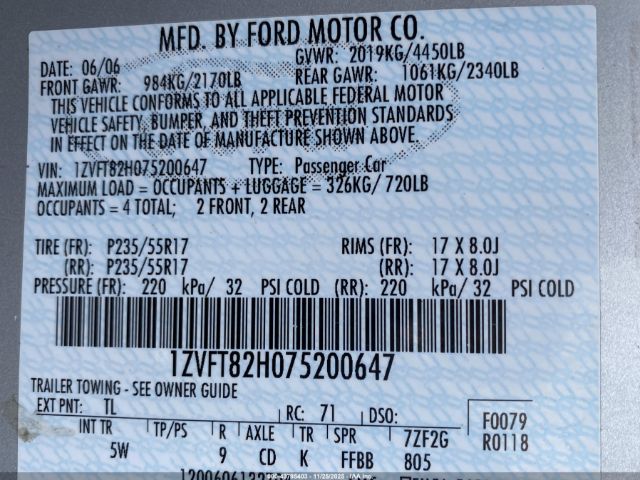 MFD. BY FORD MOTOR CO.
DATE: 06/06 GVWR: 2019KG/4450LB
FRONT GAWR: 984KG/2170LB REAR GAWR: 1061KG/2340LB
THIS VEHICLE CONFORMS TO ALL APPLICABLE FEDERAL MOTOR
VEHICLE SAFETY, BUMPER, AND THEFT PREVENTION STANDARDS
IN EFFECT ON THE DATE OF MANUFACTURE SHOWN ABOVE.
VIN: 1ZVFT82H075200647 TYPE: Passenger Car
MAXIMUM LOAD = OCCUPANTS + LUGGAGE = 326KG/ 720LB
OCCUPANTS = 4 TOTAL; 2 FRONT, 2 REAR
TIRE (FR): P235/55R17 RIMS (FR): 17 X 8.0J
(RR): P235/55R17 (RR): 17 X 8.0J
PRESSURE (FR): 220 kPa/ 32 PSI COLD (RR): 220 kPa/ 32 PSI COLD
1ZVFT82H075200647
TRAILER TOWING - SEE OWNER GUIDE
EXT PNT: TL RC: 71 DSO: F0079
INT TR TP/PS R AXLE TR SPR 7ZF2G R0118
5W 9 CD K FFBB 805